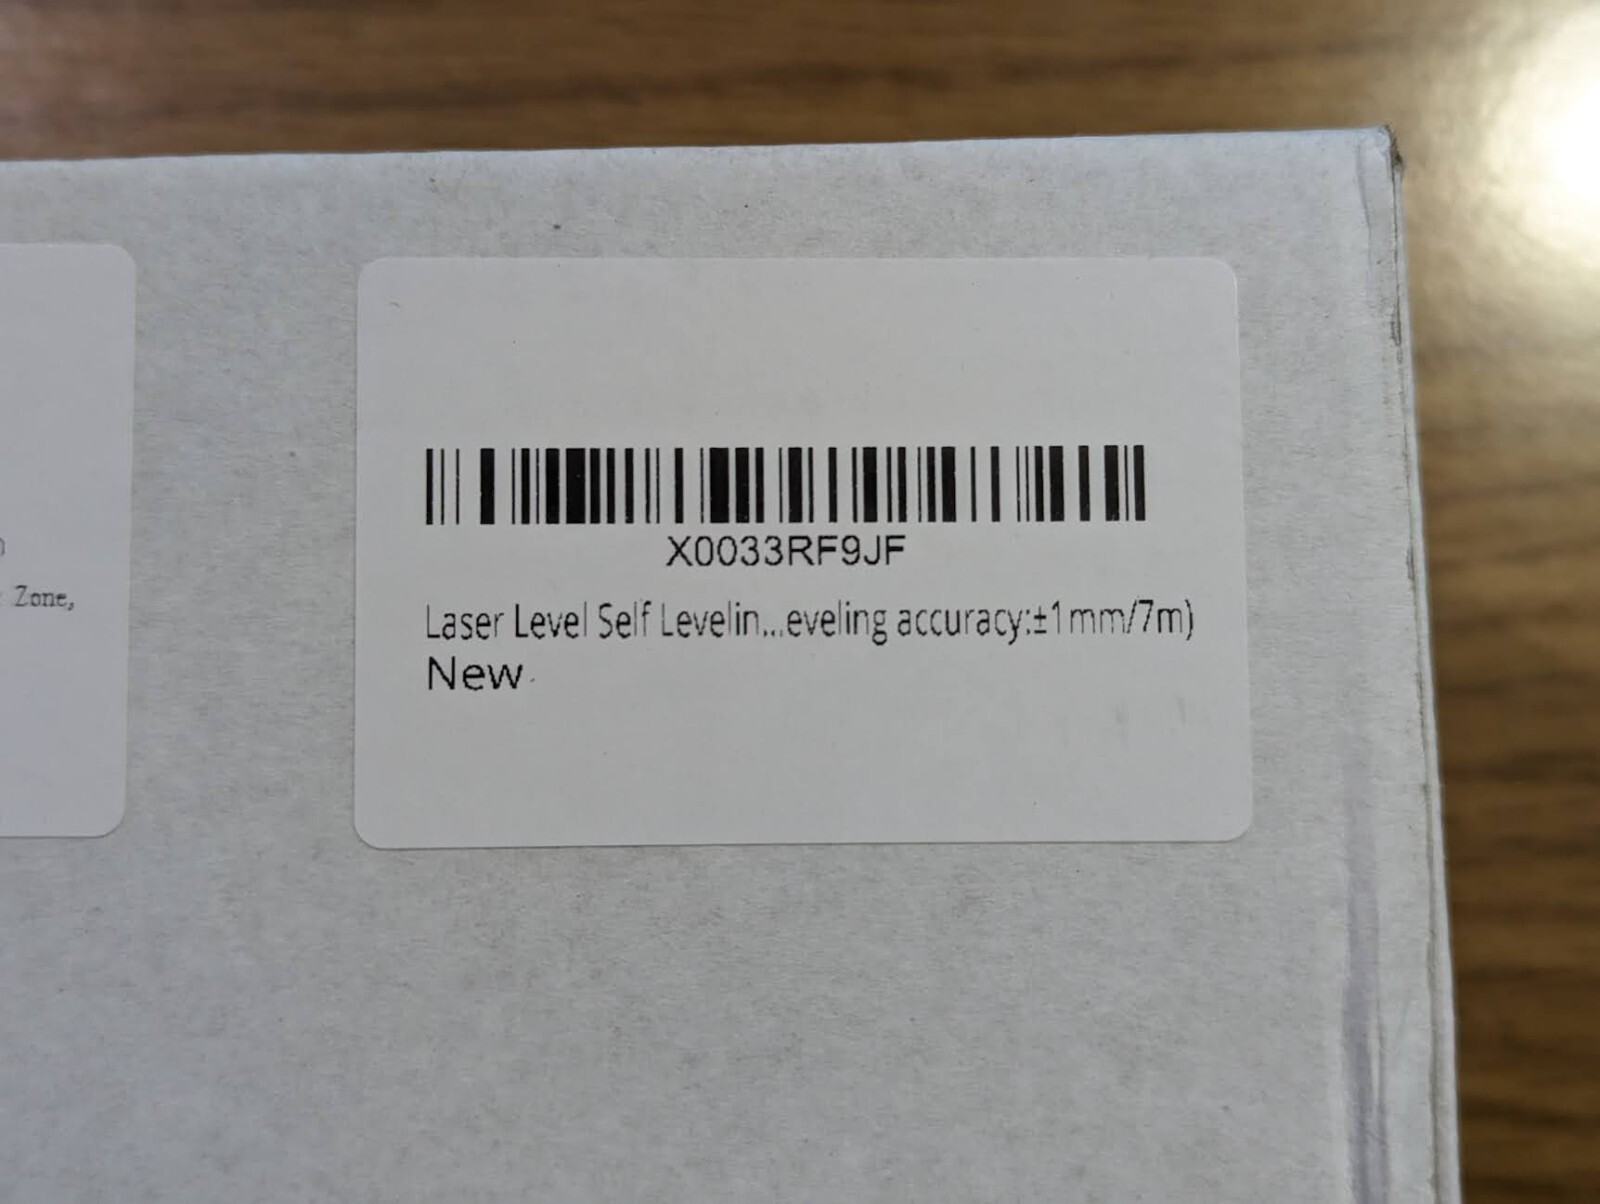 Zone,
X0033RF9JF
Laser Level Self Levelin...eveling accuracy:±1mm/7m)
New